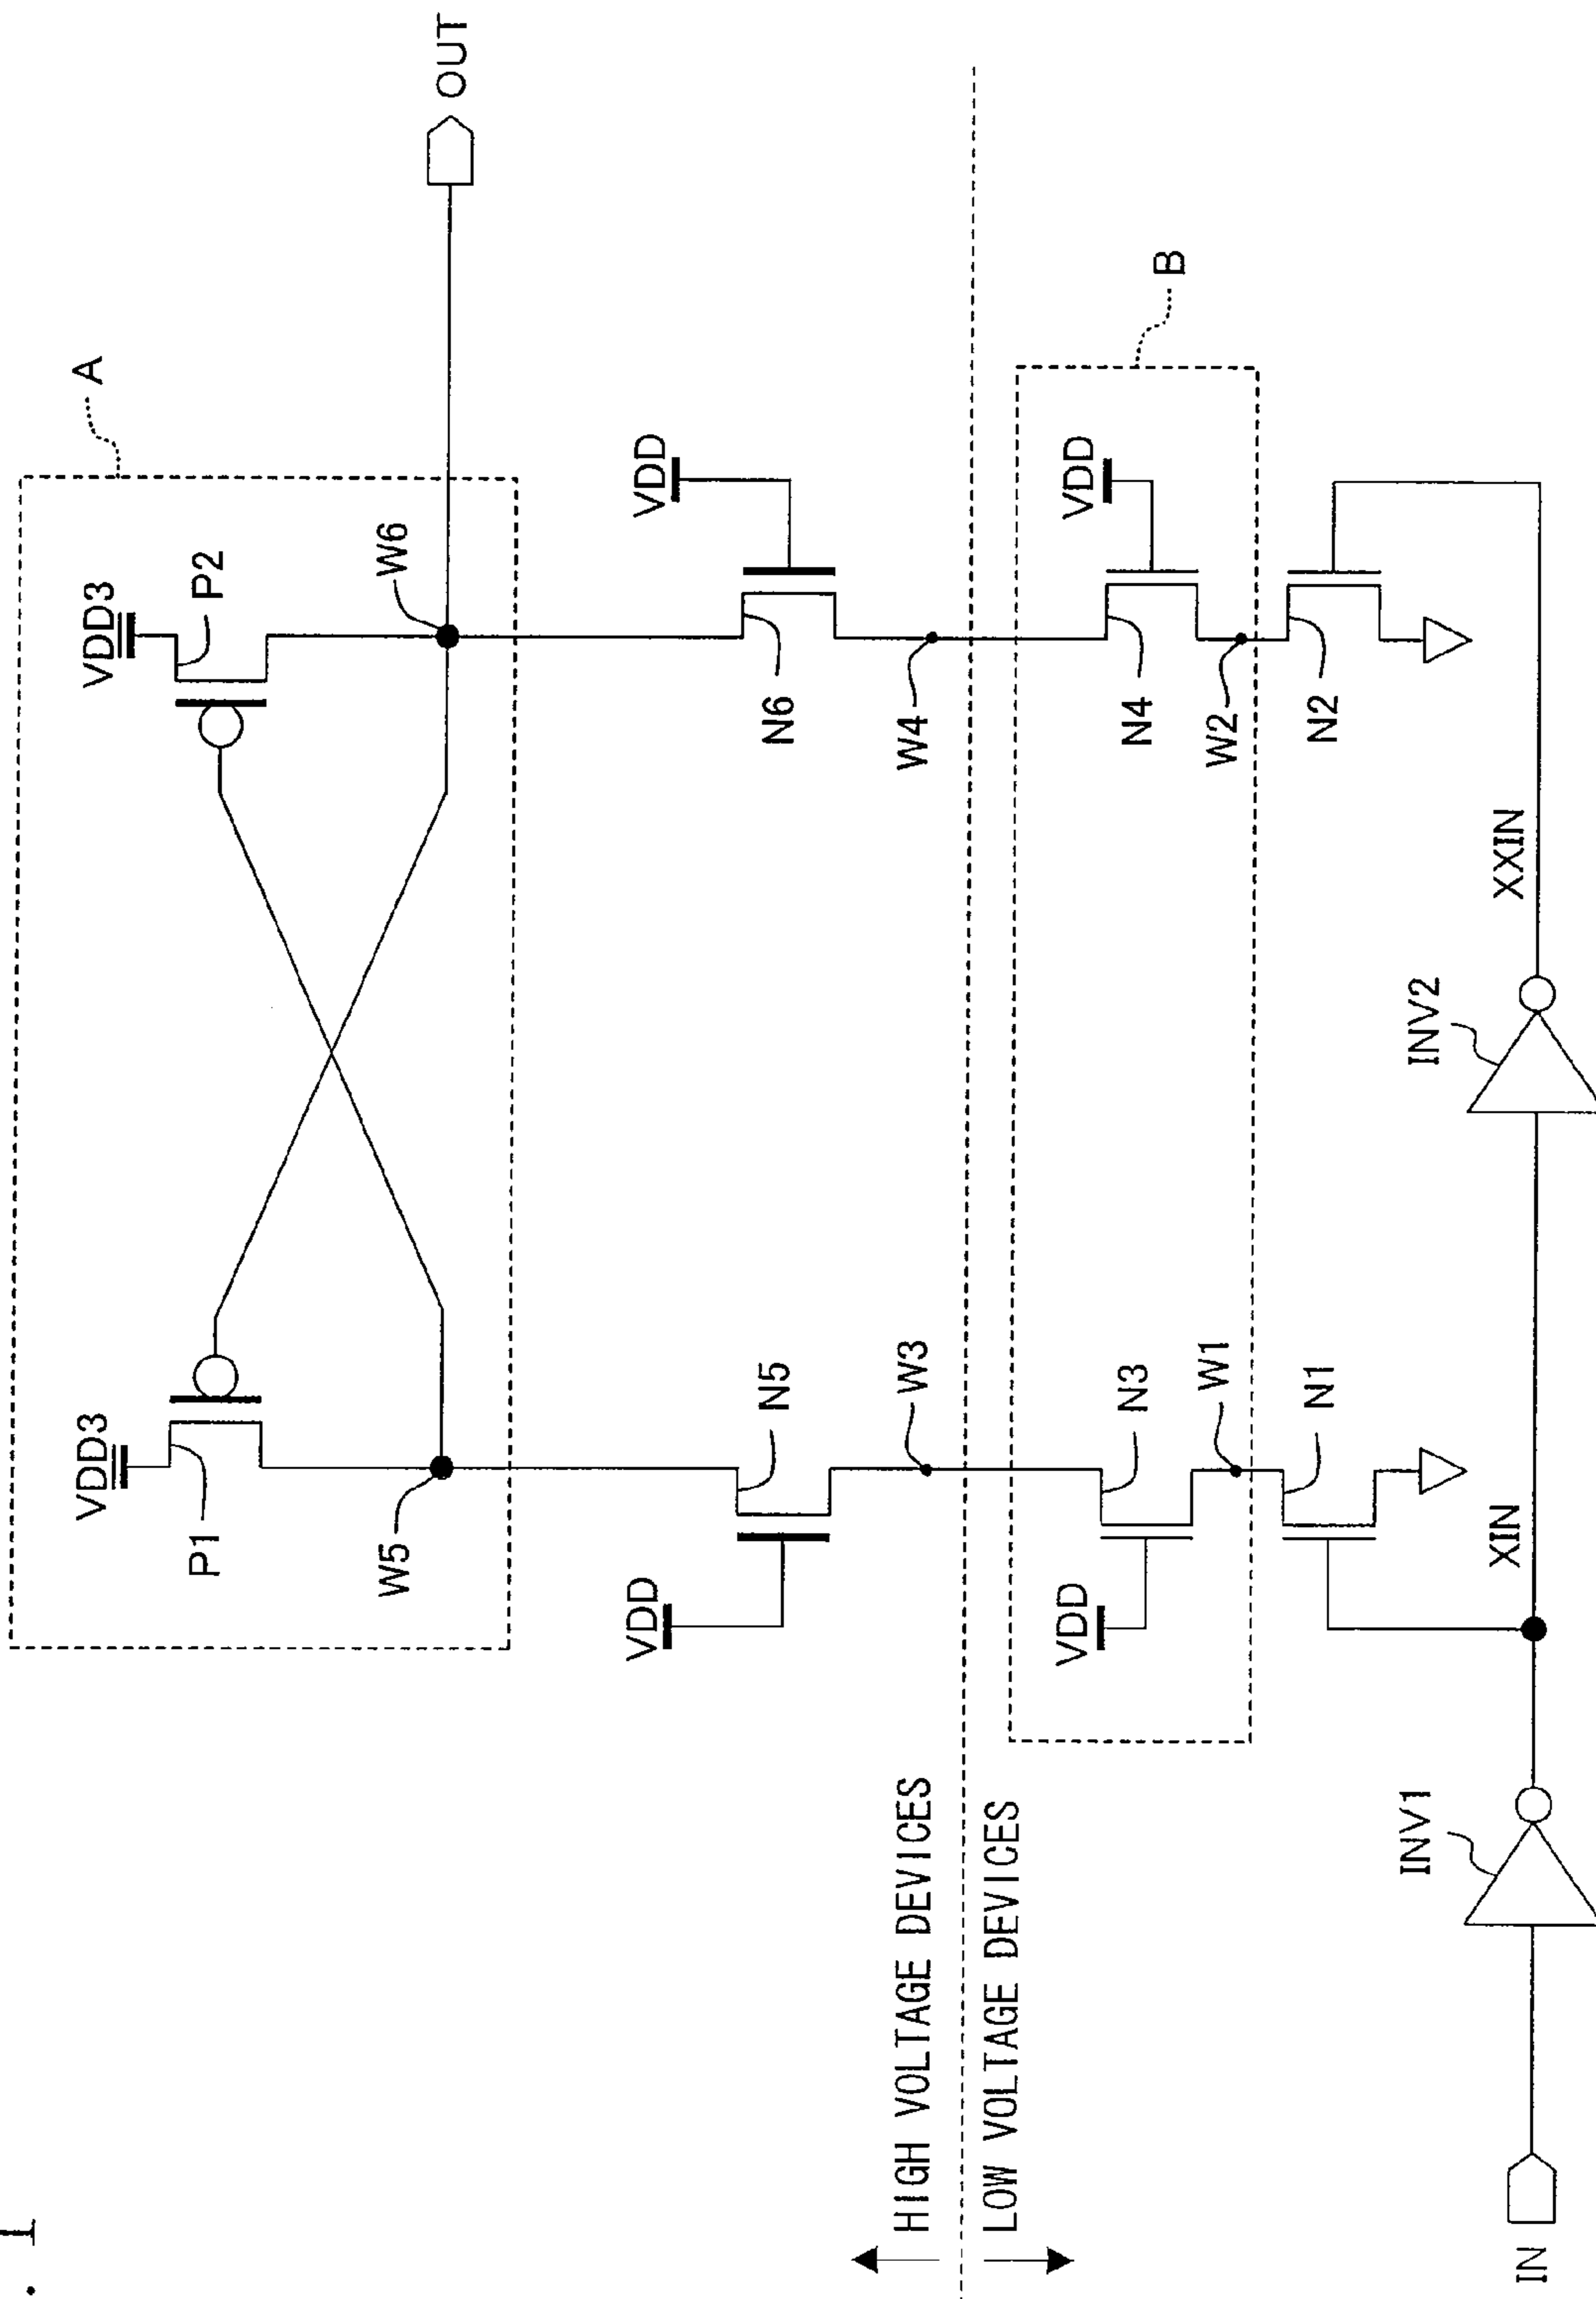 . 1
A
VDD3
VDD3
P1
P2
W5
W6
OUT
VDD
VDD
N5
N6
W3
W4
HIGH VOLTAGE DEVICES
LOW VOLTAGE DEVICES
B
VDD
VDD
N3
N4
W1
W2
N1
N2
XIN
XXIN
INV1
INV2
IN